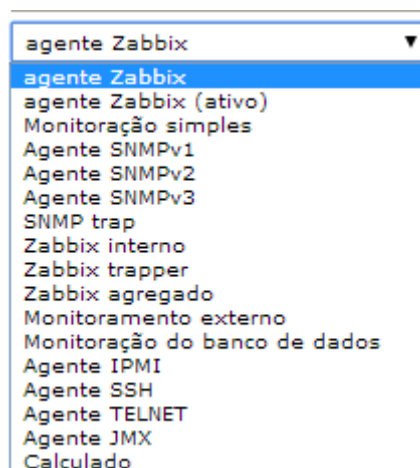 agente Zabbix
agente Zabbix
agente Zabbix (ativo)
Monitoração simples
Agente SNMPv1
Agente SNMPv2
Agente SNMPv3
SNMP trap
Zabbix interno
Zabbix trapper
Zabbix agregado
Monitoramento externo
Monitoração do banco de dados
Agente IPMI
Agente SSH
Agente TELNET
Agente JMX
Calculado